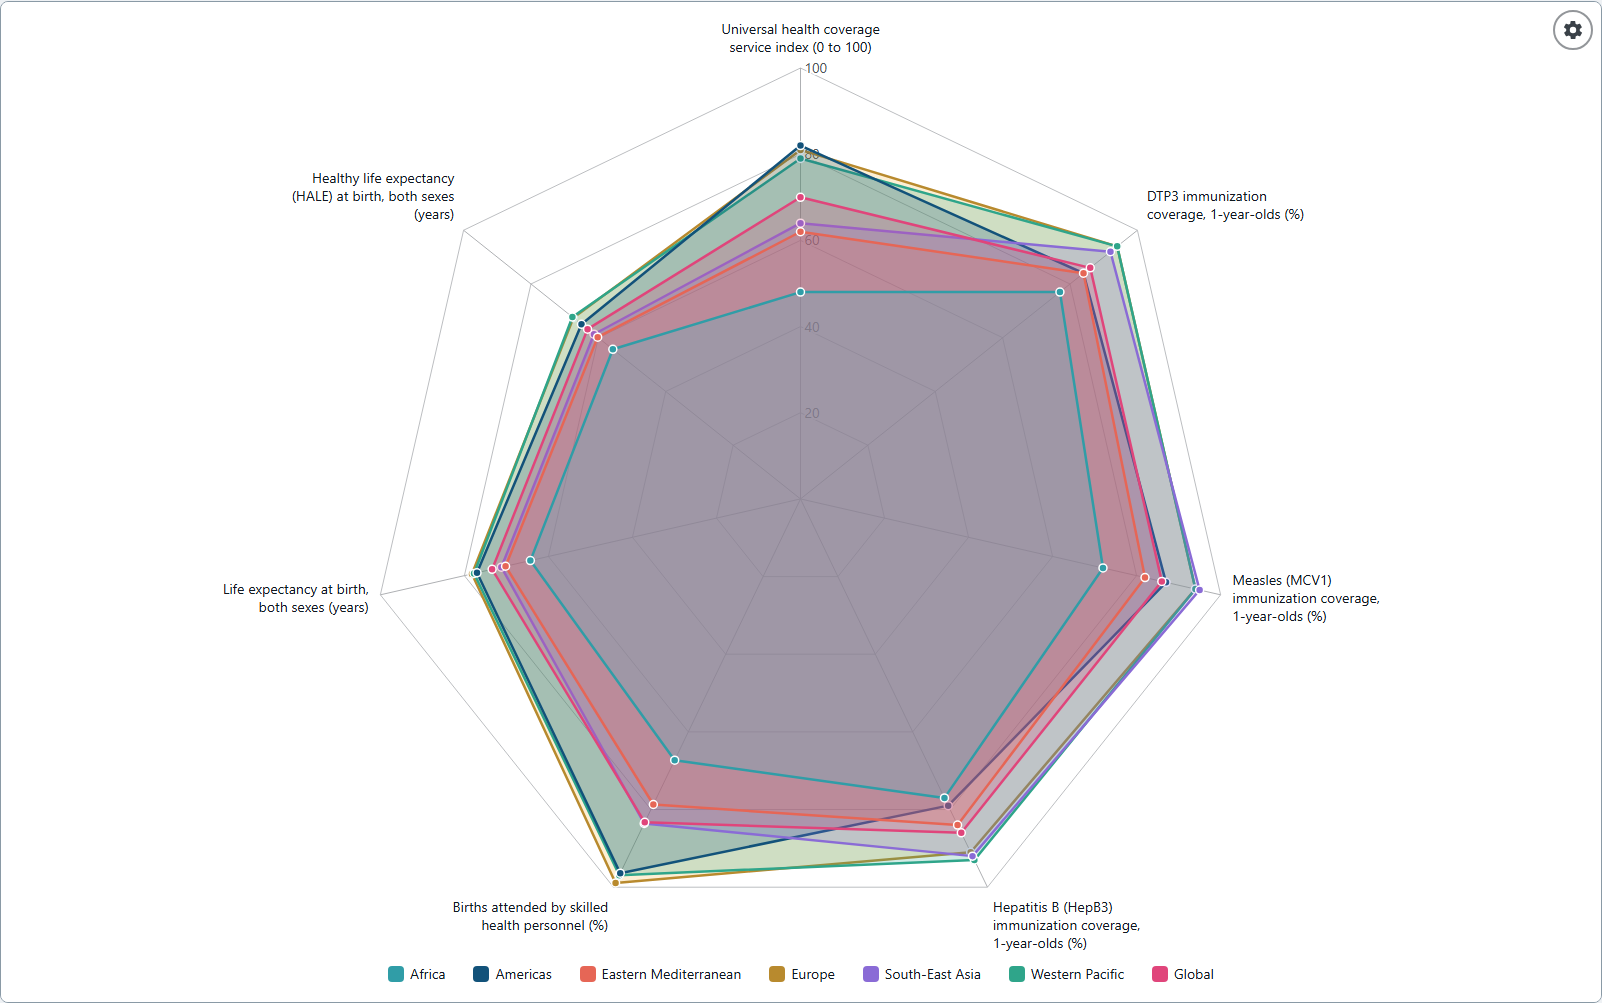 Universal health coverage
service index (0 to 100)
100
80
60
40
20
DTP3 immunization
coverage, 1-year-olds (%)
Measles (MCV1)
immunization coverage,
1-year-olds (%)
Hepatitis B (HepB3)
immunization coverage,
1-year-olds (%)
Births attended by skilled
health personnel (%)
Life expectancy at birth,
both sexes (years)
Healthy life expectancy
(HALE) at birth, both sexes
(years)
Africa Americas Eastern Mediterranean Europe South-East Asia Western Pacific Global